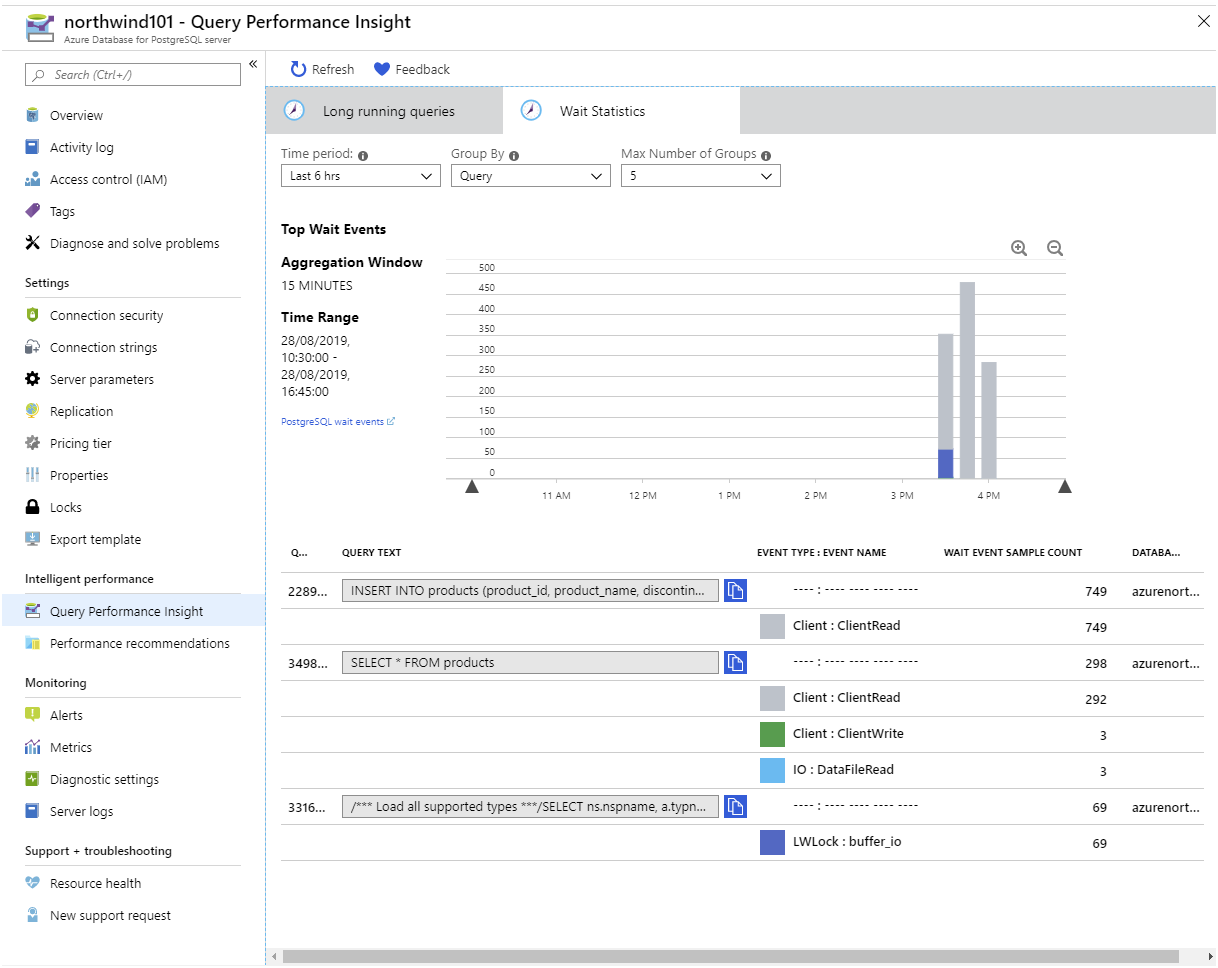 northwind101 - Query Performance Insight
Azure Database for PostgreSQL server
Search (Ctrl+/)
«
Overview
Activity log
Access control (IAM)
Tags
Diagnose and solve problems
Settings
Connection security
Connection strings
Server parameters
Replication
Pricing tier
Properties
Locks
Export template
Intelligent performance
Query Performance Insight
Performance recommendations
Monitoring
Alerts
Metrics
Diagnostic settings
Server logs
Support + troubleshooting
Resource health
New support request
Refresh Feedback
Long running queries Wait Statistics
Time period: Group By Max Number of Groups
Last 6 hrs Query 5
Top Wait Events
Aggregation Window
15 MINUTES
Time Range
28/08/2019,
10:30:00 -
28/08/2019,
16:45:00
PostgreSQL wait events
500
450
400
350
300
250
200
150
100
50
0
11 AM 12 PM 1 PM 2 PM 3 PM 4 PM
Q... QUERY TEXT EVENT TYPE : EVENT NAME WAIT EVENT SAMPLE COUNT DATABA...
2289... INSERT INTO products (product_id, product_name, discontin... ---- : ---- ---- ---- ---- 749 azurenort...
Client : ClientRead 749
3498... SELECT * FROM products ---- : ---- ---- ---- ---- 298 azurenort...
Client : ClientRead 292
Client : ClientWrite 3
IO : DataFileRead 3
3316... /*** Load all supported types ***/SELECT ns.nspname, a.typn... ---- : ---- ---- ---- ---- 69 azurenort...
LWLock : buffer_io 69